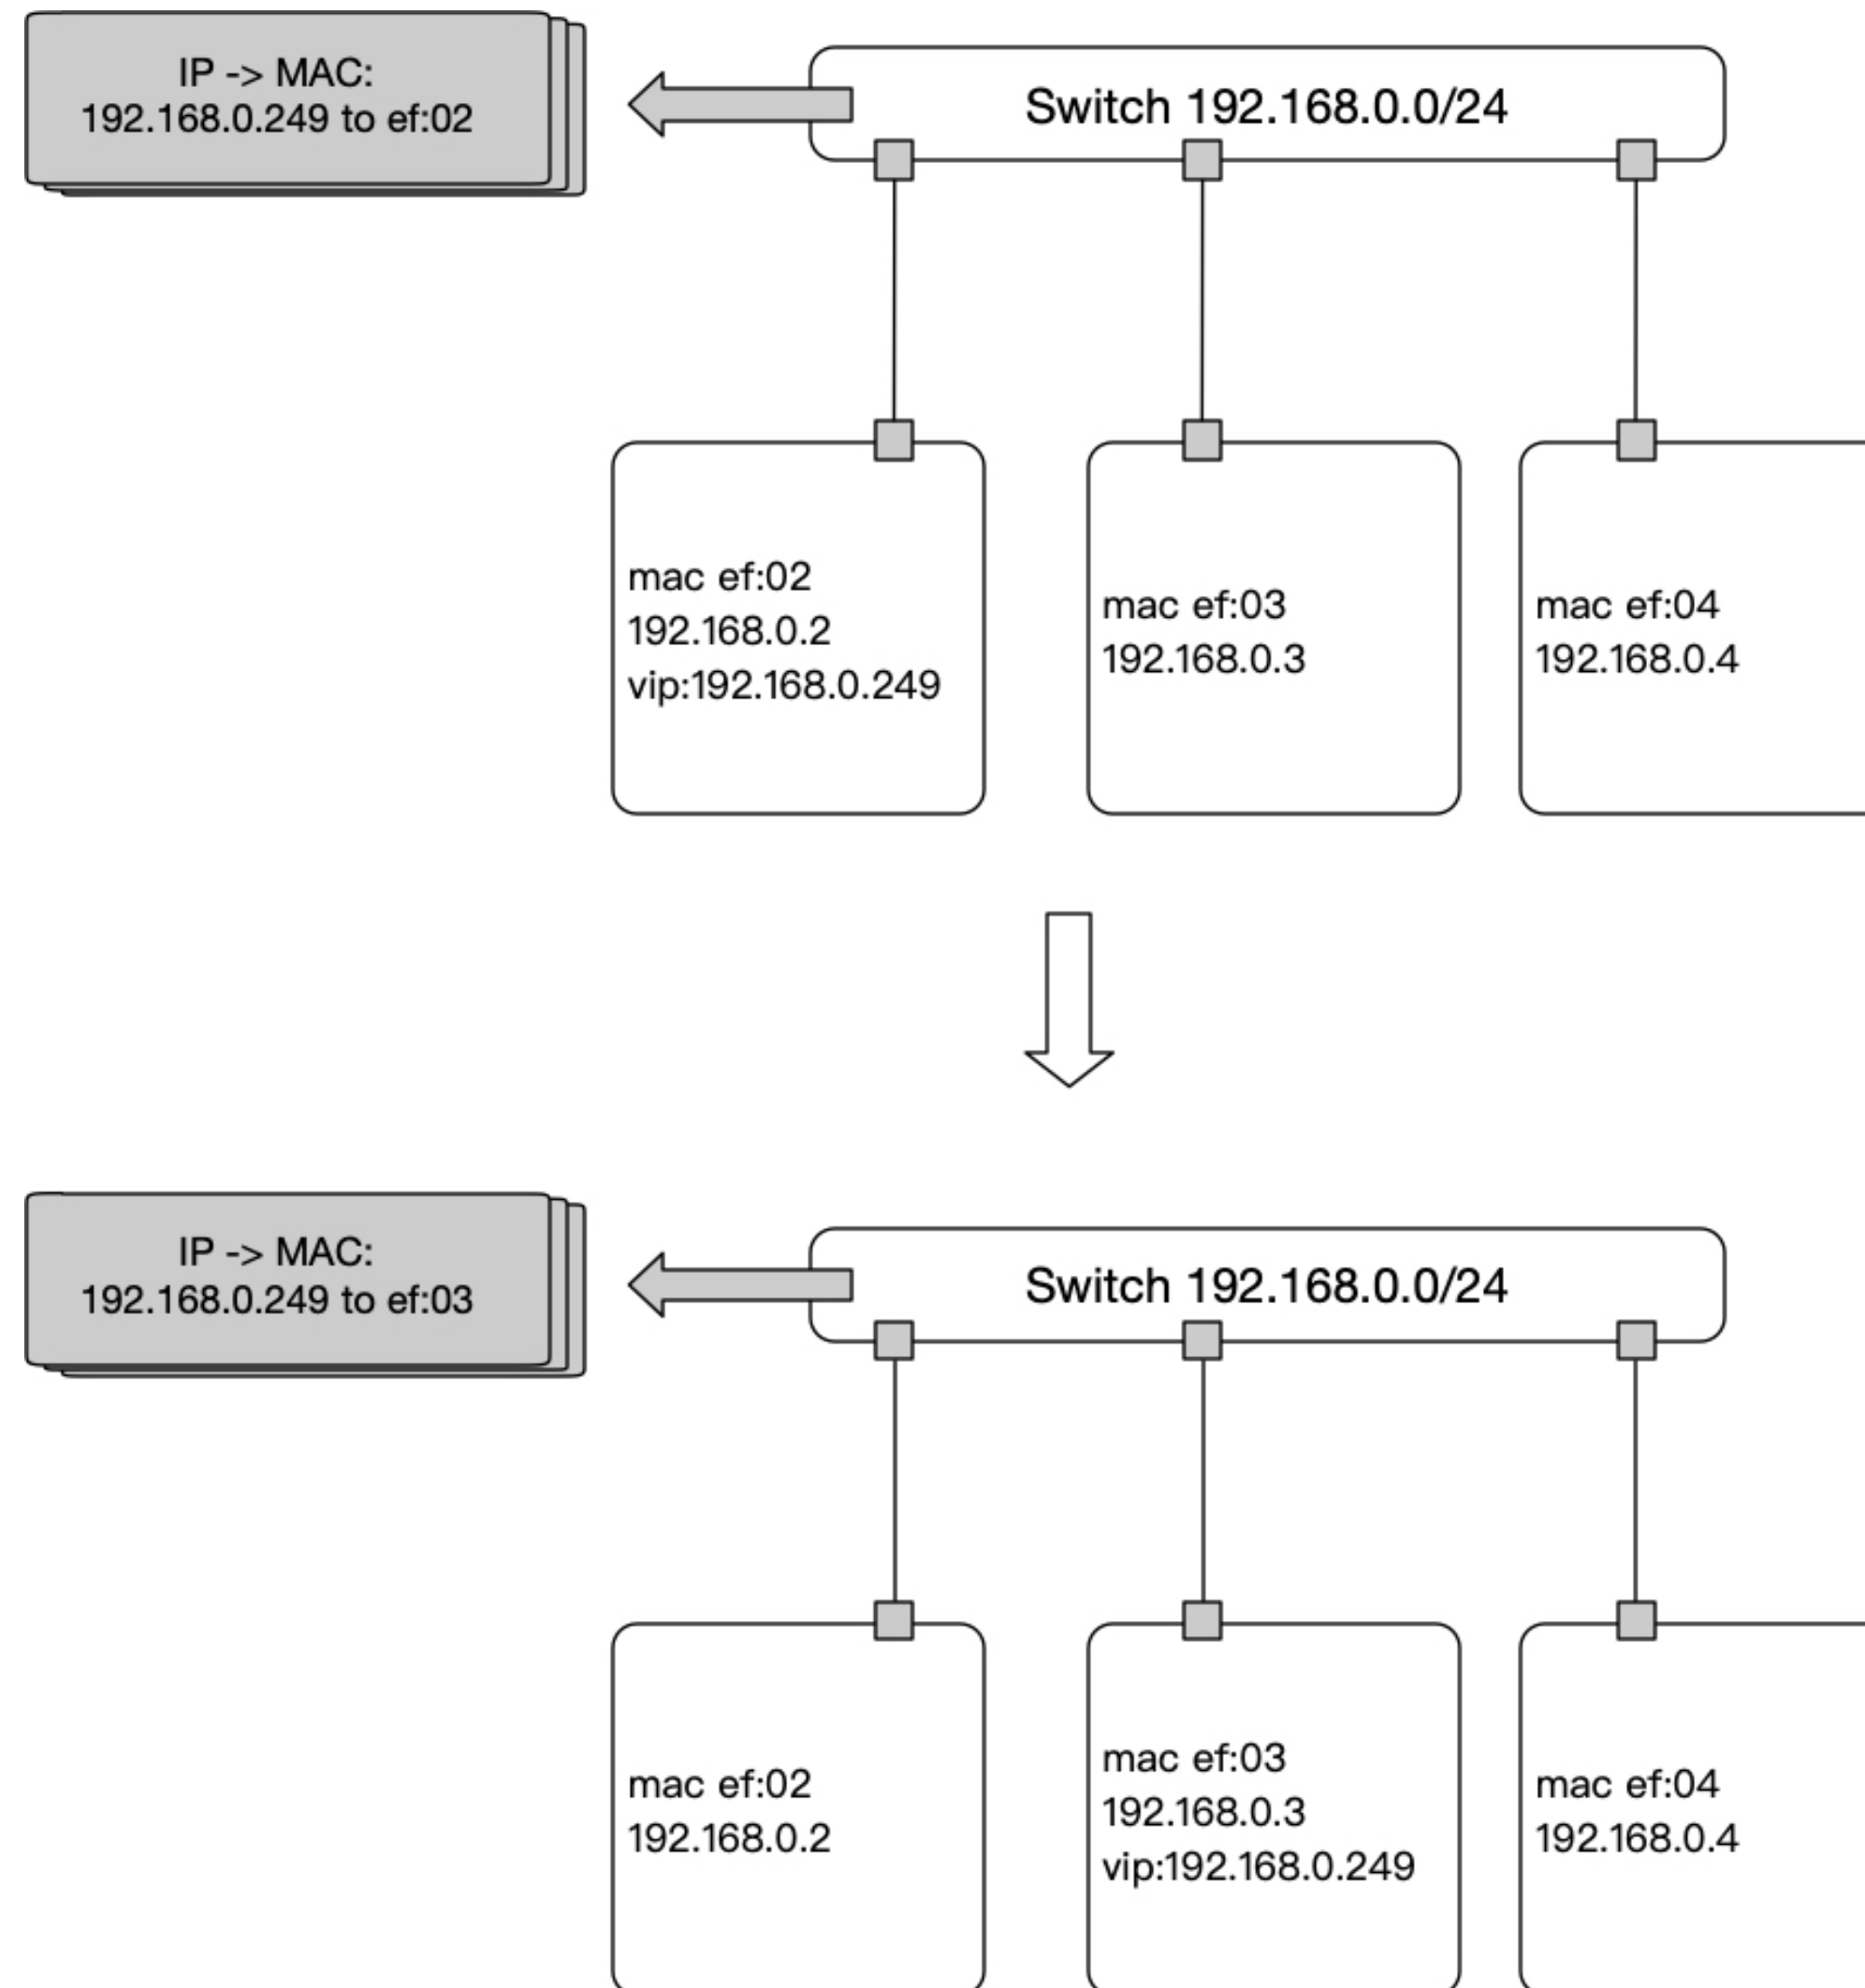 IP -> MAC:
192.168.0.249 to ef:02
Switch 192.168.0.0/24
mac ef:02
192.168.0.2
vip:192.168.0.249
mac ef:03
192.168.0.3
mac ef:04
192.168.0.4
IP -> MAC:
192.168.0.249 to ef:03
Switch 192.168.0.0/24
mac ef:02
192.168.0.2
mac ef:03
192.168.0.3
vip:192.168.0.249
mac ef:04
192.168.0.4